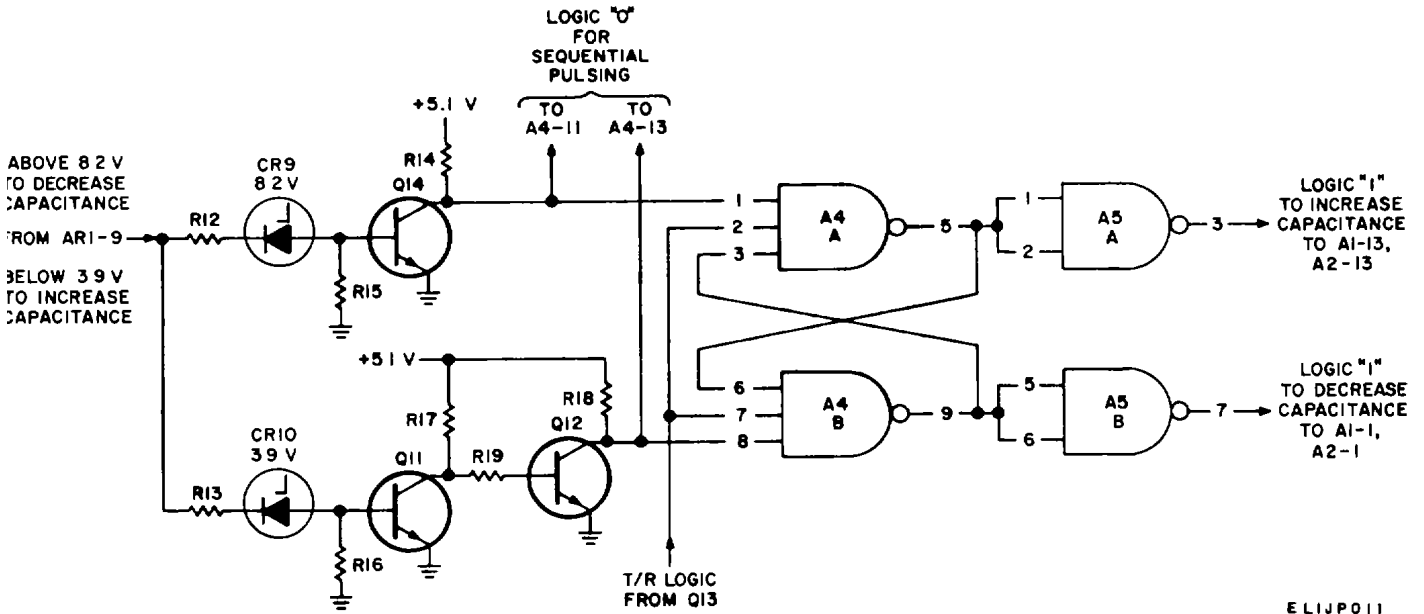 LOGIC "0"
FOR
SEQUENTIAL
PULSING
TO
A4-11
TO
A4-13
+5.1 V
R14
ABOVE 8 2 V
TO DECREASE
CAPACITANCE
CR9
8 2V
Q14
R12
FROM AR1-9
R15
BELOW 3 9 V
TO INCREASE
CAPACITANCE
1
2
3
A4
A
5
1
2
A5
A
3
LOGIC "1"
TO INCREASE
CAPACITANCE
TO A1-13,
A2-13
+5 1 V
R17
R18
Q12
6
7
8
A4
B
9
5
6
A5
B
7
LOGIC "1"
TO DECREASE
CAPACITANCE
TO A1-1,
A2-1
CR10
3 9 V
Q11
R19
R13
R16
T/R LOGIC
FROM Q13
EL1JP011